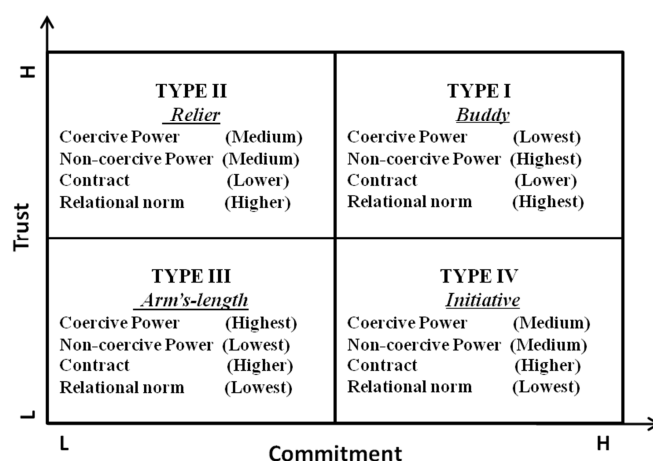 H
TYPE II
Relier
Coercive Power (Medium)
Non-coercive Power (Medium)
Contract (Lower)
Relational norm (Higher)
TYPE I
Buddy
Coercive Power (Lowest)
Non-coercive Power (Highest)
Contract (Lower)
Relational norm (Highest)
Trust
TYPE III
Arm's-length
Coercive Power (Highest)
Non-coercive Power (Lowest)
Contract (Higher)
Relational norm (Lowest)
TYPE IV
Initiative
Coercive Power (Medium)
Non-coercive Power (Medium)
Contract (Higher)
Relational norm (Lowest)
L
L
Commitment
H